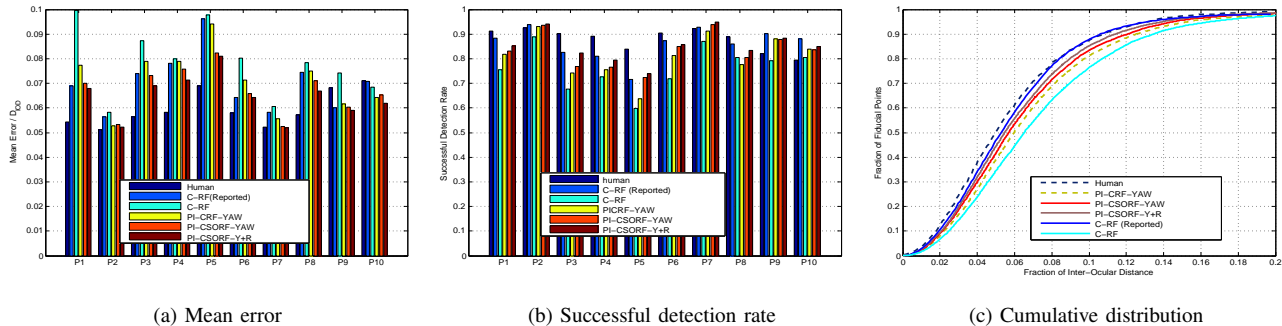 0.1
0.09
0.08
0.07
0.06
0.05
0.04
0.03
0.02
0.01
0
Mean Error / D_IOD
P1 P2 P3 P4 P5 P6 P7 P8 P9 P10
Human
C−RF(Reported)
C−RF
PI−CRF−YAW
PI−CSORF−YAW
PI−CSORF−Y+R
(a) Mean error
1
0.9
0.8
0.7
0.6
0.5
0.4
0.3
0.2
0.1
0
Successful Detection Rate
P1 P2 P3 P4 P5 P6 P7 P8 P9 P10
human
C−RF (Reported)
C−RF
PICRF−YAW
PI−CSORF−YAW
PI−CSORF−Y+R
(b) Successful detection rate
1
0.9
0.8
0.7
0.6
0.5
0.4
0.3
0.2
0.1
0
Fraction of Fiducial Points
Human
PI−CRF−YAW
PI−CSORF−YAW
PI−CSORF−Y+R
C−RF (Reported)
C−RF
0 0.02 0.04 0.06 0.08 0.1 0.12 0.14 0.16 0.18 0.2
Fraction of Inter−Ocular Distance
(c) Cumulative distribution